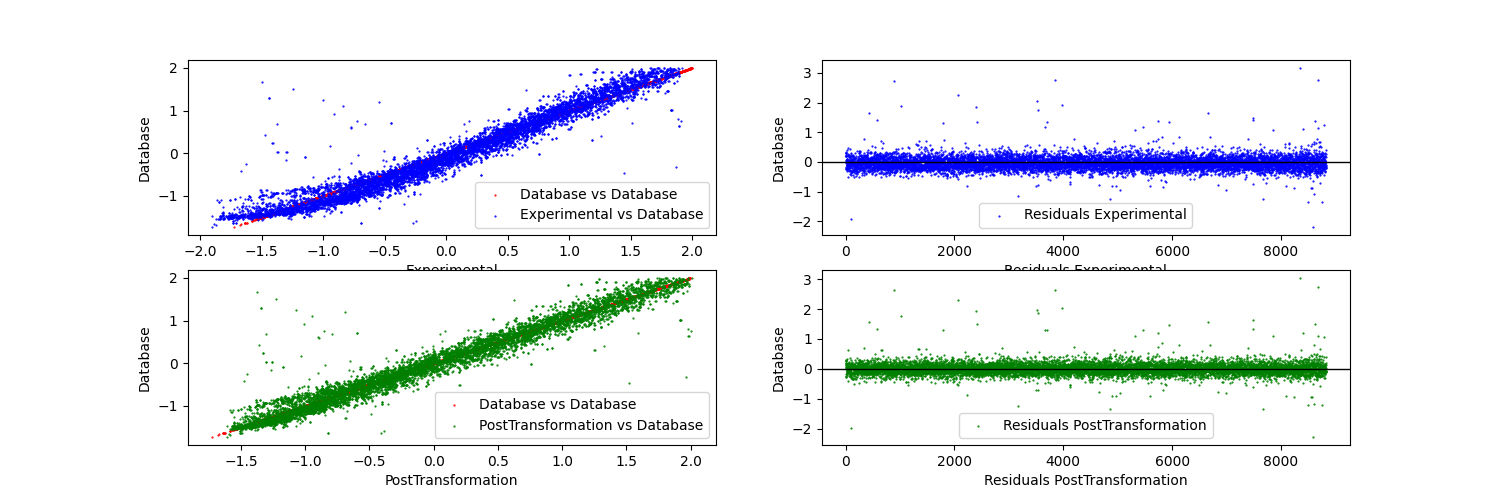 Database
2
1
0
−1
−2.0 −1.5 −1.0 −0.5 0.0 0.5 1.0 1.5 2.0
Experimental
Database vs Database
Experimental vs Database
Database
3
2
1
0
−1
−2
0 2000 4000 6000 8000
Residuals Experimental
Residuals Experimental
Database
2
1
0
−1
−1.5 −1.0 −0.5 0.0 0.5 1.0 1.5 2.0
PostTransformation
Database vs Database
PostTransformation vs Database
Database
3
2
1
0
−1
−2
0 2000 4000 6000 8000
Residuals PostTransformation
Residuals PostTransformation